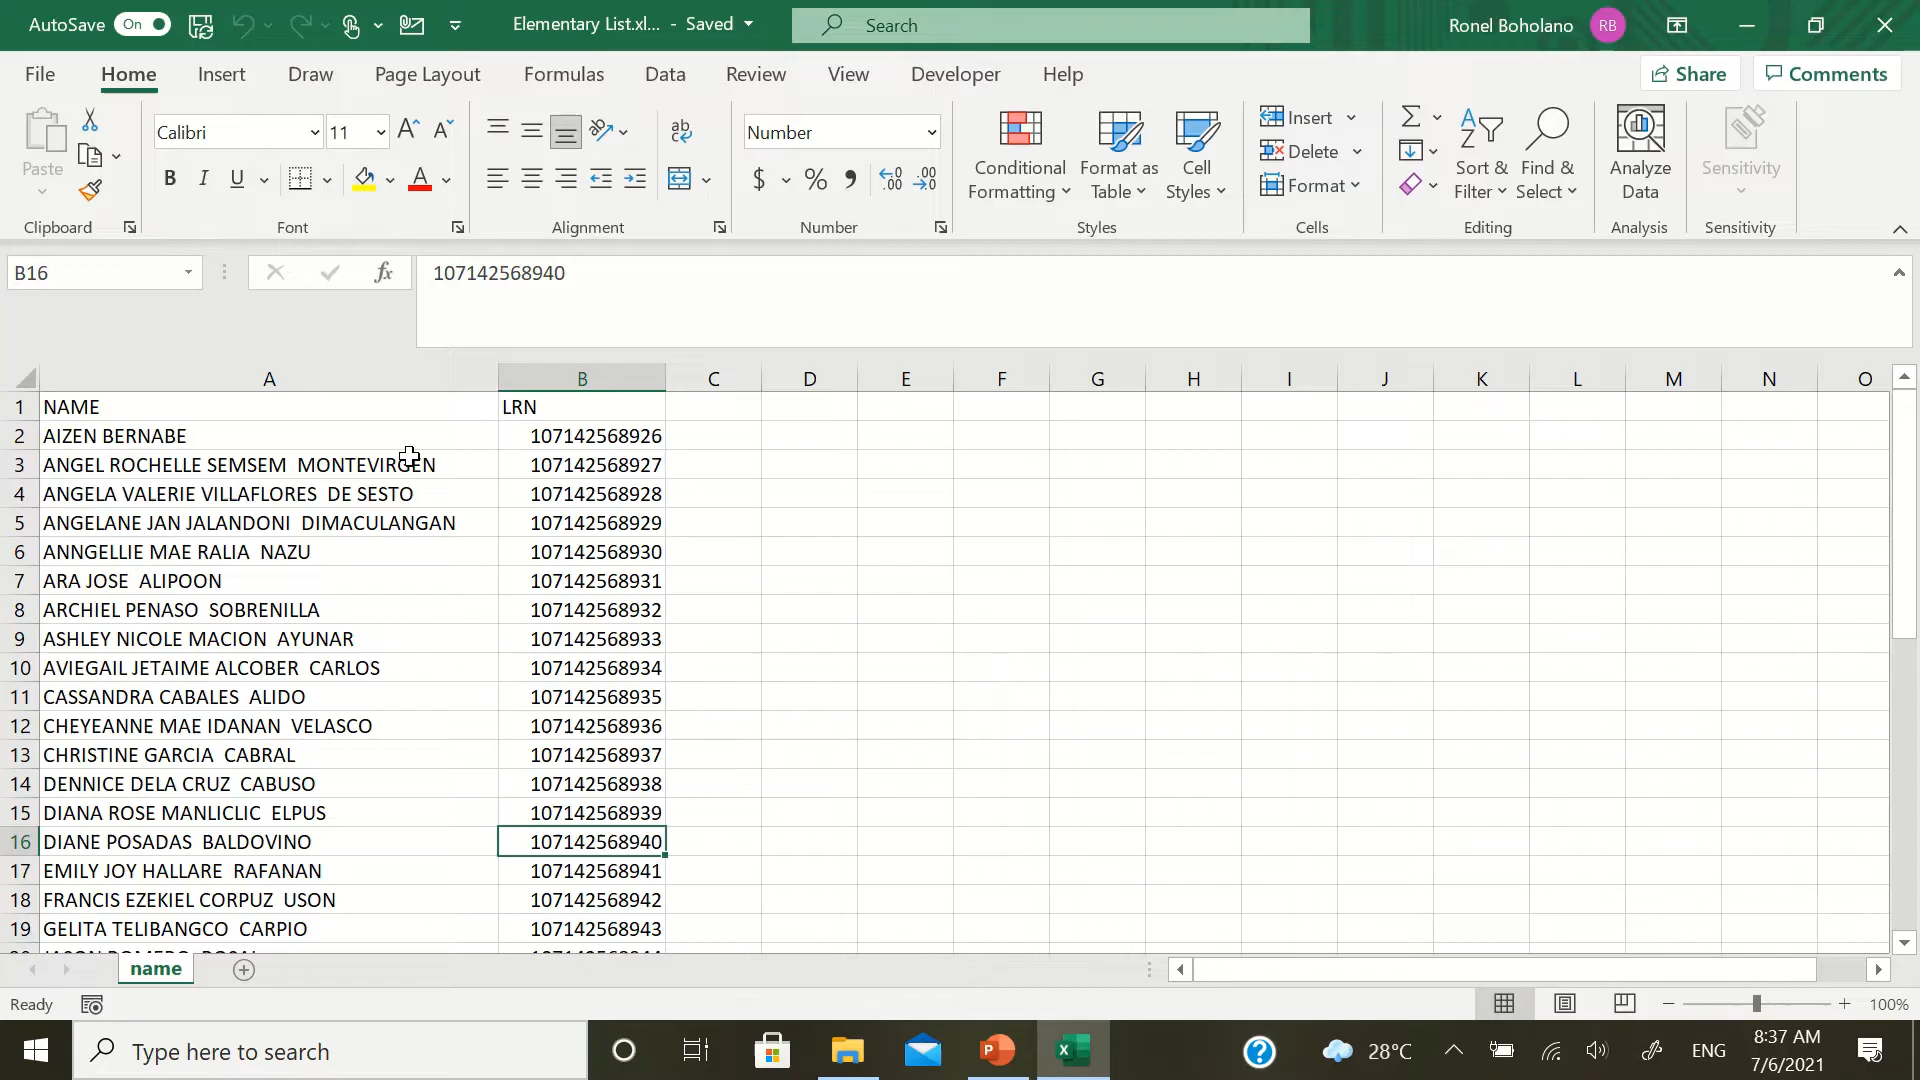 AutoSave On Elementary List.xl... - Saved Search Ronel Boholano RB
File Home Insert Draw Page Layout Formulas Data Review View Developer Help Share Comments
Paste
Clipboard
Calibri 11
B I U
Font
ab
Alignment
Number
$ % ,
Number
Conditional Formatting
Format as Table
Cell Styles
Styles
Insert
Delete
Format
Cells
Sort & Filter
Find & Select
Editing
Analyze Data
Analysis
Sensitivity
Sensitivity
B16 fx 107142568940
A B C D E F G H I J K L M N O
1 NAME LRN
2 AIZEN BERNABE 107142568926
3 ANGEL ROCHELLE SEMSEM MONTEVIRGEN 107142568927
4 ANGELA VALERIE VILLAFLORES DE SESTO 107142568928
5 ANGELANE JAN JALANDONI DIMACULANGAN 107142568929
6 ANNGELLIE MAE RALIA NAZU 107142568930
7 ARA JOSE ALIPOON 107142568931
8 ARCHIEL PENASO SOBRENILLA 107142568932
9 ASHLEY NICOLE MACION AYUNAR 107142568933
10 AVIEGAIL JETAIME ALCOBER CARLOS 107142568934
11 CASSANDRA CABALES ALIDO 107142568935
12 CHEYEANNE MAE IDANAN VELASCO 107142568936
13 CHRISTINE GARCIA CABRAL 107142568937
14 DENNICE DELA CRUZ CABUSO 107142568938
15 DIANA ROSE MANLICLIC ELPUS 107142568939
16 DIANE POSADAS BALDOVINO 107142568940
17 EMILY JOY HALLARE RAFANAN 107142568941
18 FRANCIS EZEKIEL CORPUZ USON 107142568942
19 GELITA TELIBANGCO CARPIO 107142568943
name
Ready 100%
Type here to search 28°C ENG 8:37 AM
7/6/2021